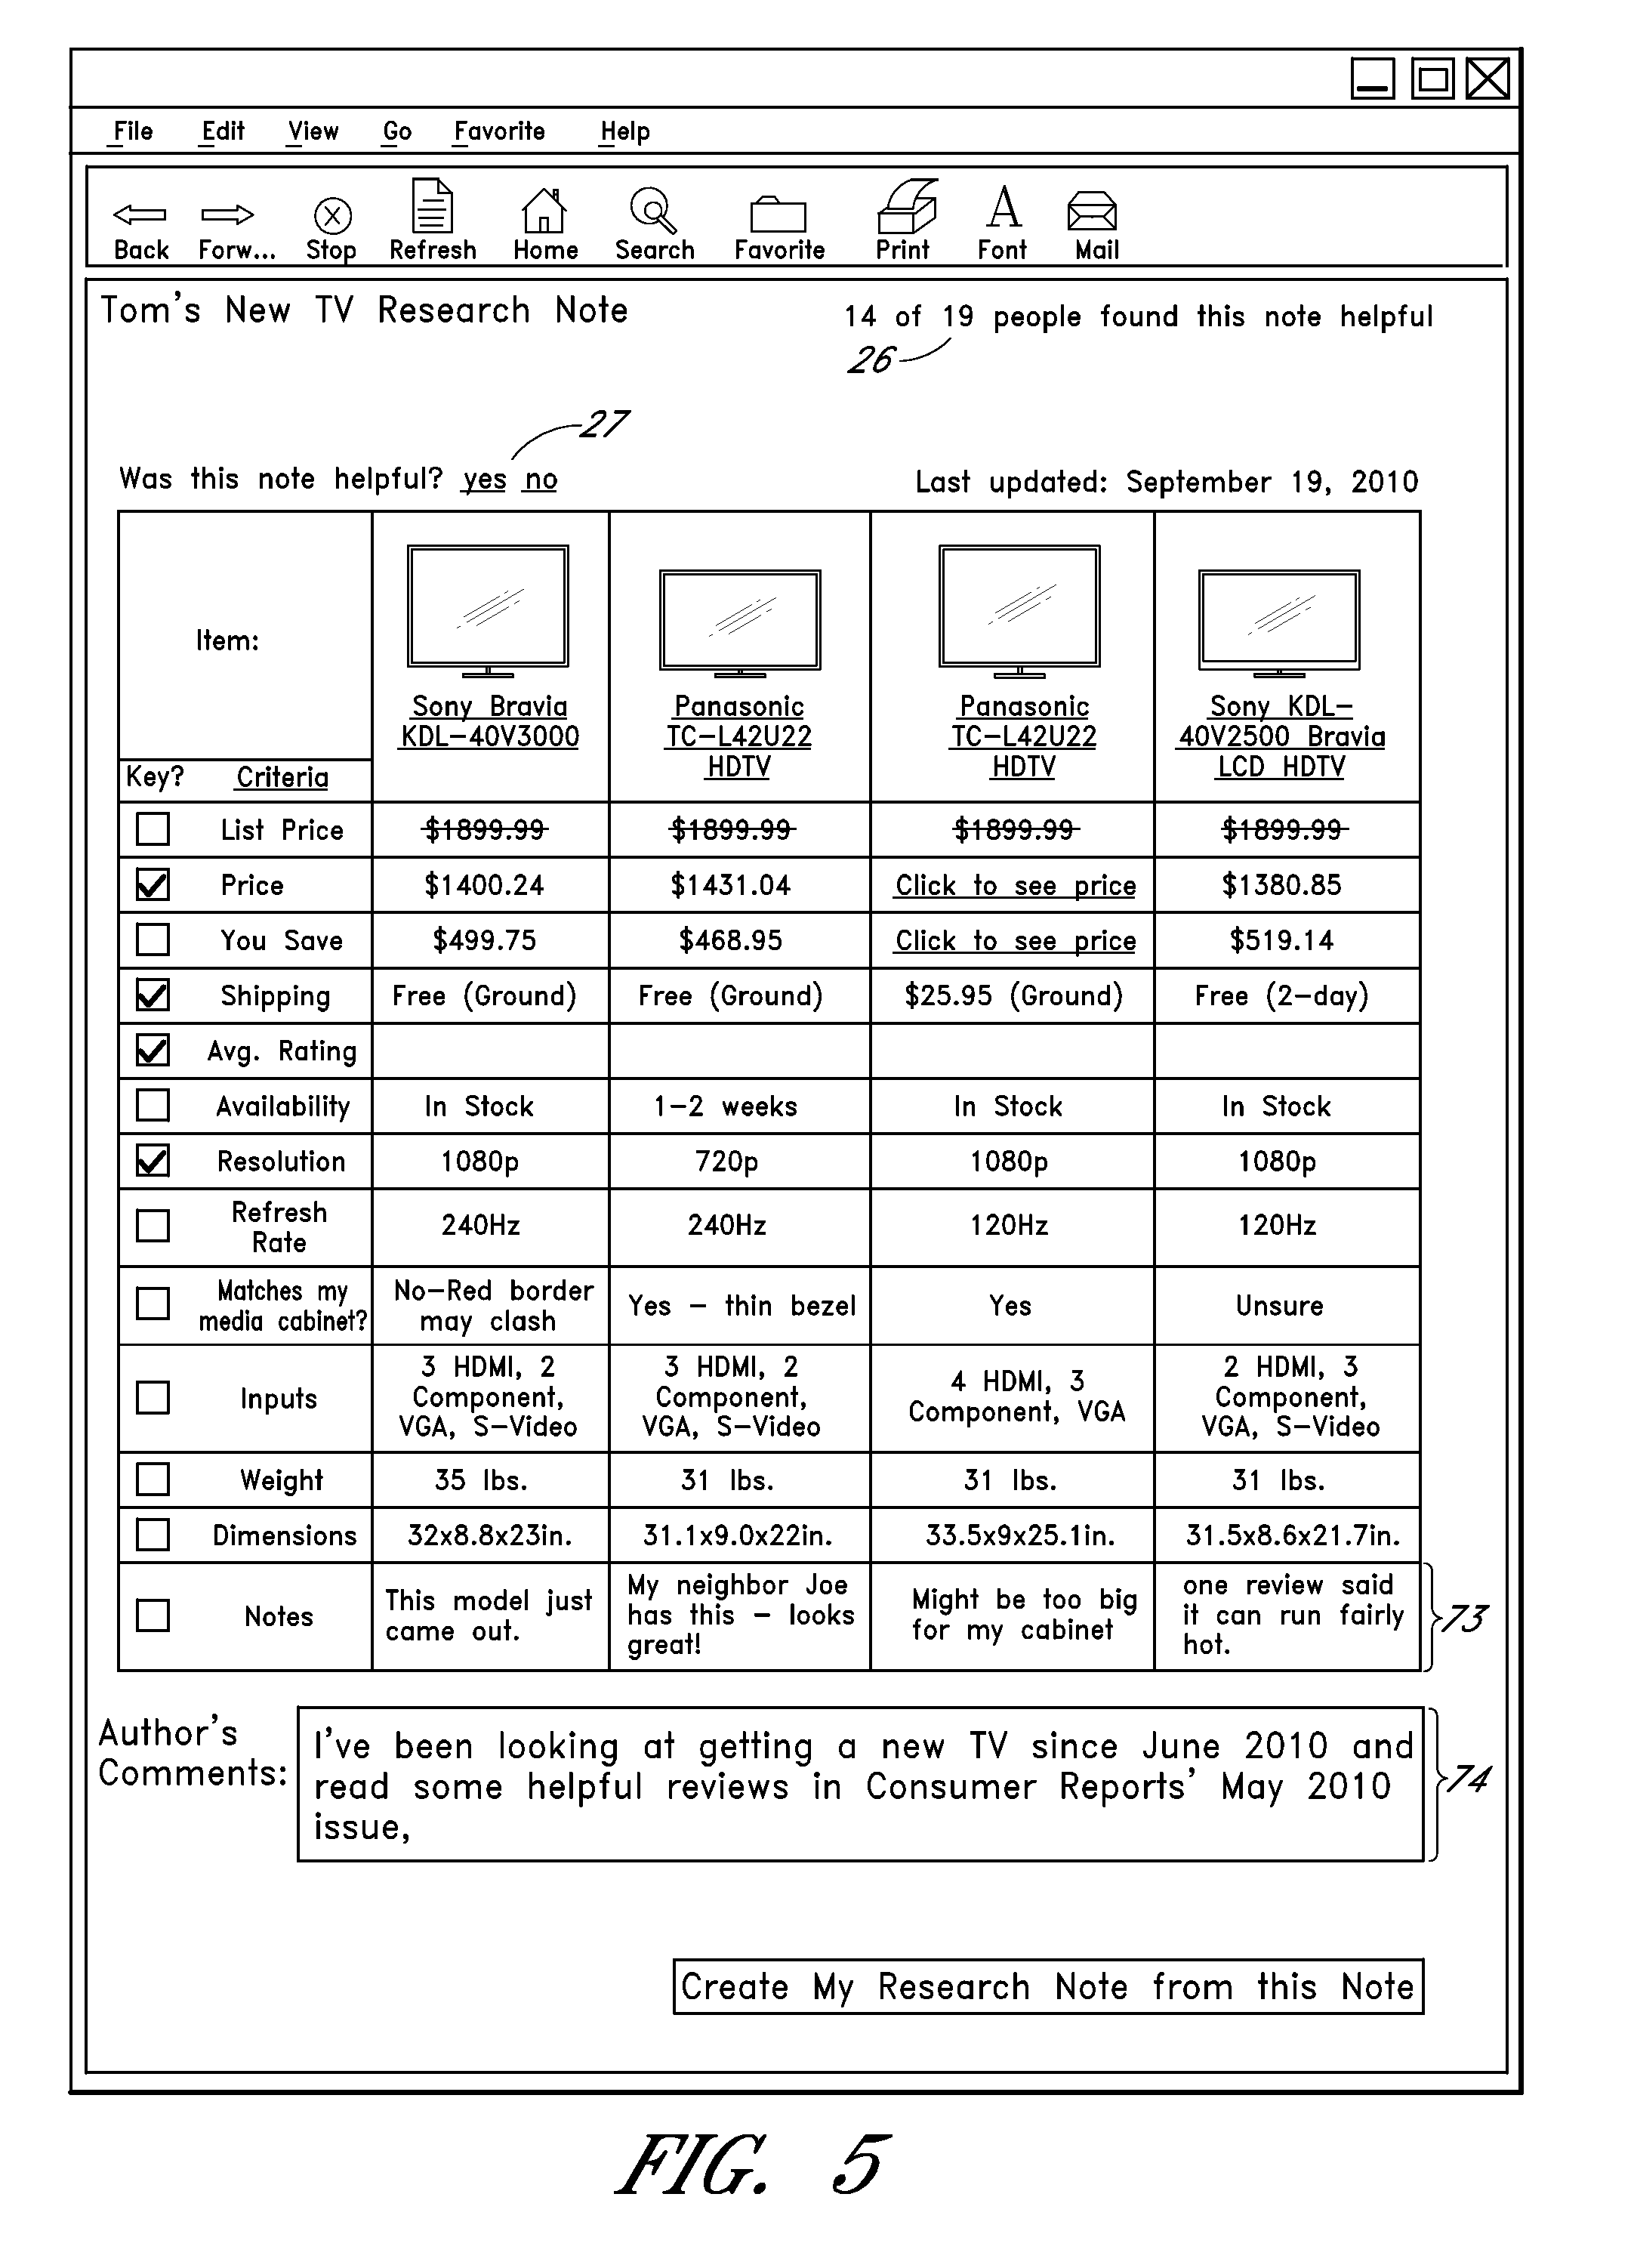 File Edit View Go Favorite Help
Back Forw... Stop Refresh Home Search Favorite Print Font Mail
Tom's New TV Research Note
14 of 19 people found this note helpful
26
27
Was this note helpful? yes no
Last updated: September 19, 2010
Item:
Sony Bravia
KDL-40V3000
Panasonic
TC-L42U22
HDTV
Panasonic
TC-L42U22
HDTV
Sony KDL-
40V2500 Bravia
LCD HDTV
Key? Criteria
List Price $1899.99 $1899.99 $1899.99 $1899.99
Price $1400.24 $1431.04 Click to see price $1380.85
You Save $499.75 $468.95 Click to see price $519.14
Shipping Free (Ground) Free (Ground) $25.95 (Ground) Free (2-day)
Avg. Rating
Availability In Stock 1-2 weeks In Stock In Stock
Resolution 1080p 720p 1080p 1080p
Refresh
Rate
240Hz 240Hz 120Hz 120Hz
Matches my
media cabinet?
No-Red border
may clash
Yes - thin bezel
Yes
Unsure
Inputs
3 HDMI, 2
Component,
VGA, S-Video
3 HDMI, 2
Component,
VGA, S-Video
4 HDMI, 3
Component, VGA
2 HDMI, 3
Component,
VGA, S-Video
Weight 35 lbs. 31 lbs. 31 lbs. 31 lbs.
Dimensions 32x8.8x23in. 31.1x9.0x22in. 33.5x9x25.1in. 31.5x8.6x21.7in.
Notes
This model just
came out.
My neighbor Joe
has this - looks
great!
Might be too big
for my cabinet
one review said
it can run fairly
hot.
73
Author's
Comments:
I've been looking at getting a new TV since June 2010 and
read some helpful reviews in Consumer Reports' May 2010
issue,
74
Create My Research Note from this Note
FIG. 5